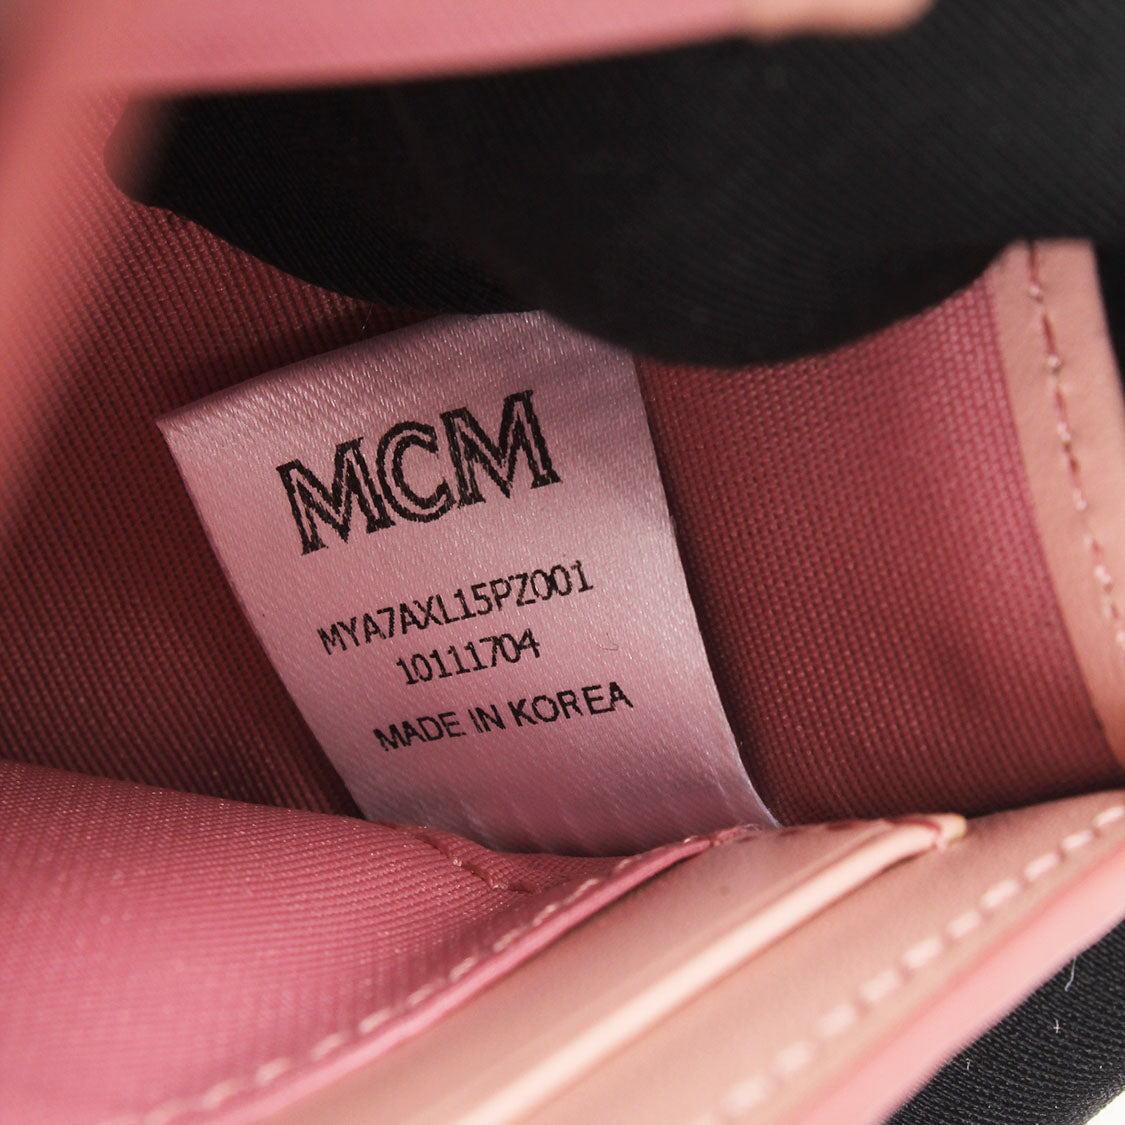 MCM
MYA7AXL15PZ001
10111704
MADE IN KOREA